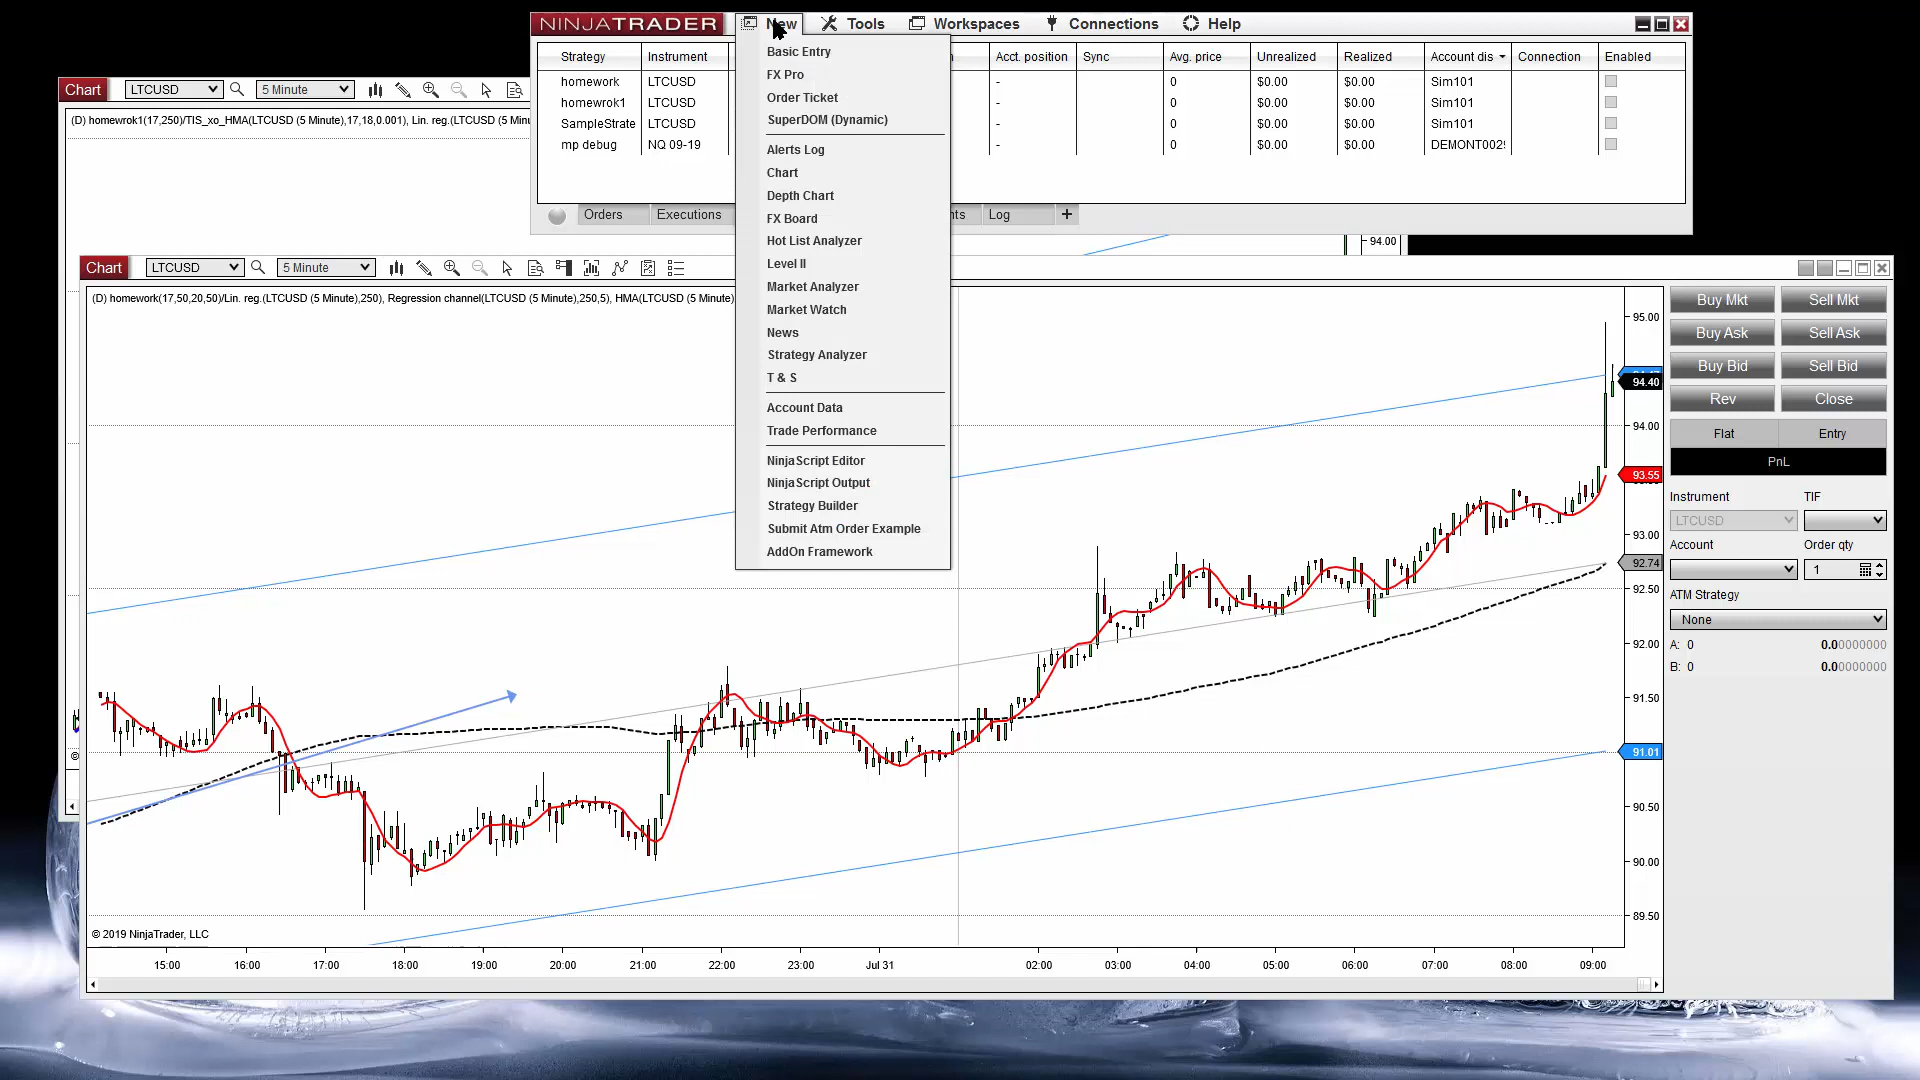 NINJATRADER New Tools Workspaces Connections Help
Strategy Instrument Acct. position Sync Avg. price Unrealized Realized Account dis Connection Enabled
homework LTCUSD - 0 $0.00 $0.00 Sim101
homewrok1 LTCUSD - 0 $0.00 $0.00 Sim101
SampleStrate LTCUSD - 0 $0.00 $0.00 Sim101
mp debug NQ 09-19 - 0 $0.00 $0.00 DEMONT002
Orders Executions Log +
Basic Entry
FX Pro
Order Ticket
SuperDOM (Dynamic)
Alerts Log
Chart
Depth Chart
FX Board
Hot List Analyzer
Level II
Market Analyzer
Market Watch
News
Strategy Analyzer
T & S
Account Data
Trade Performance
NinjaScript Editor
NinjaScript Output
Strategy Builder
Submit Atm Order Example
AddOn Framework
Chart LTCUSD 5 Minute
(D) homewrok1(17,250)/TIS_xo_HMA(LTCUSD (5 Minute),17,18,0.001), Lin. reg.(LTCUSD (5 Minu
94.00
Chart LTCUSD 5 Minute
(D) homework(17,50,20,50)/Lin. reg.(LTCUSD (5 Minute),250), Regression channel(LTCUSD (5 Minute),250,5), HMA(LTCUSD (5 Minute)
95.00
94.40
94.00
93.55
93.00
92.74
92.50
92.00
91.50
91.01
90.50
90.00
89.50
© 2019 NinjaTrader, LLC
15:00 16:00 17:00 18:00 19:00 20:00 21:00 22:00 23:00 Jul 31 02:00 03:00 04:00 05:00 06:00 07:00 08:00 09:00
Buy Mkt Sell Mkt
Buy Ask Sell Ask
Buy Bid Sell Bid
Rev Close
Flat Entry
PnL
Instrument TIF
LTCUSD
Account Order qty
1
ATM Strategy
None
A: 0 0.000000000
B: 0 0.000000000